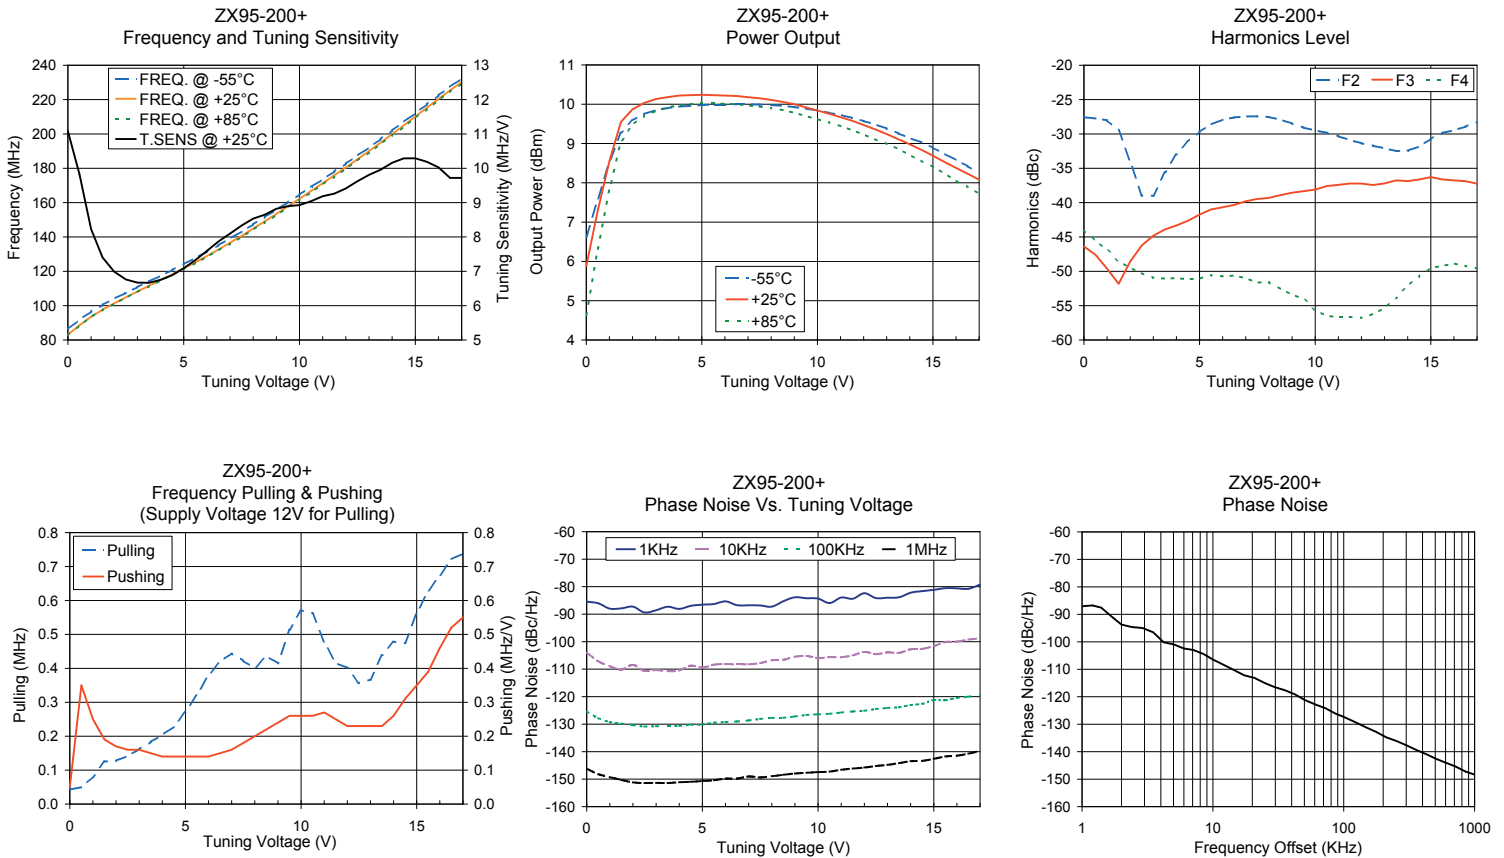 ZX95-200+
Frequency and Tuning Sensitivity
240
220
200
180
160
140
120
100
80
13
12
11
10
9
8
7
6
5
0
5
10
15
Frequency (MHz)
Tuning Sensitivity (MHz/V)
Tuning Voltage (V)
FREQ. @ -55°C
FREQ. @ +25°C
FREQ. @ +85°C
T.SENS @ +25°C
ZX95-200+
Power Output
11
10
9
8
7
6
5
4
0
5
10
15
Output Power (dBm)
Tuning Voltage (V)
-55°C
+25°C
+85°C
ZX95-200+
Harmonics Level
-20
-25
-30
-35
-40
-45
-50
-55
-60
0
5
10
15
Harmonics (dBc)
Tuning Voltage (V)
F2
F3
F4
ZX95-200+
Frequency Pulling & Pushing
(Supply Voltage 12V for Pulling)
0.8
0.7
0.6
0.5
0.4
0.3
0.2
0.1
0.0
0.8
0.7
0.6
0.5
0.4
0.3
0.2
0.1
0.0
0
5
10
15
Pulling (MHz)
Pushing (MHz/V)
Tuning Voltage (V)
Pulling
Pushing
ZX95-200+
Phase Noise Vs. Tuning Voltage
-60
-70
-80
-90
-100
-110
-120
-130
-140
-150
-160
0
5
10
15
Phase Noise (dBc/Hz)
Tuning Voltage (V)
1KHz
10KHz
100KHz
1MHz
ZX95-200+
Phase Noise
-60
-70
-80
-90
-100
-110
-120
-130
-140
-150
-160
1
10
100
1000
Phase Noise (dBc/Hz)
Frequency Offset (KHz)